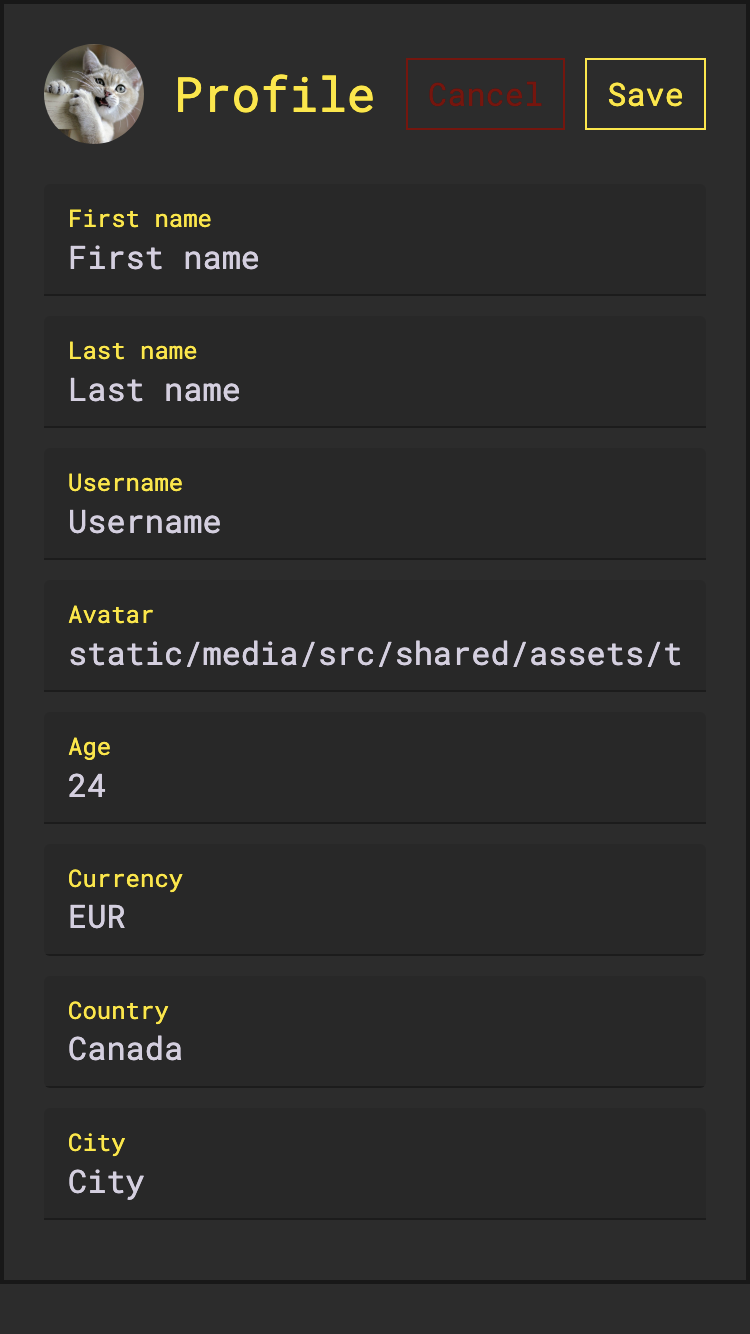 Profile
Cancel
Save
First name
First name
Last name
Last name
Username
Username
Avatar
static/media/src/shared/assets/t
Age
24
Currency
EUR
Country
Canada
City
City